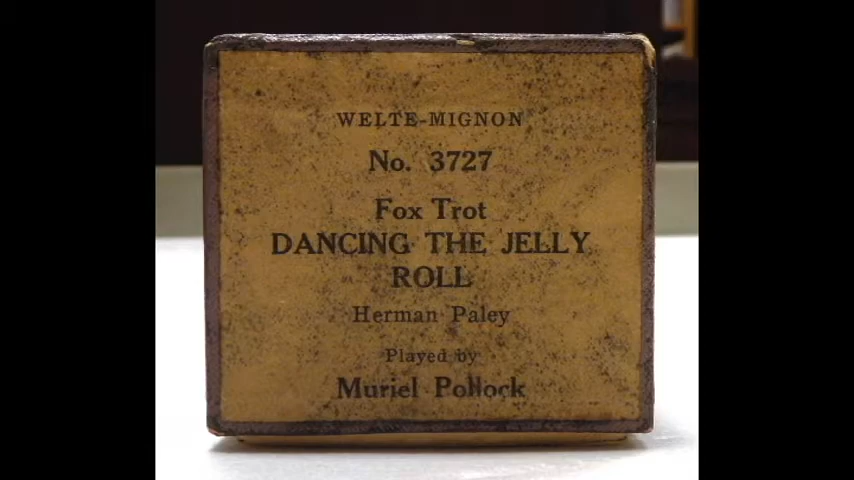 WELTE-MIGNON
No. 3727
Fox Trot
DANCING THE JELLY
ROLL
Herman Paley
Played by
Muriel Pollock